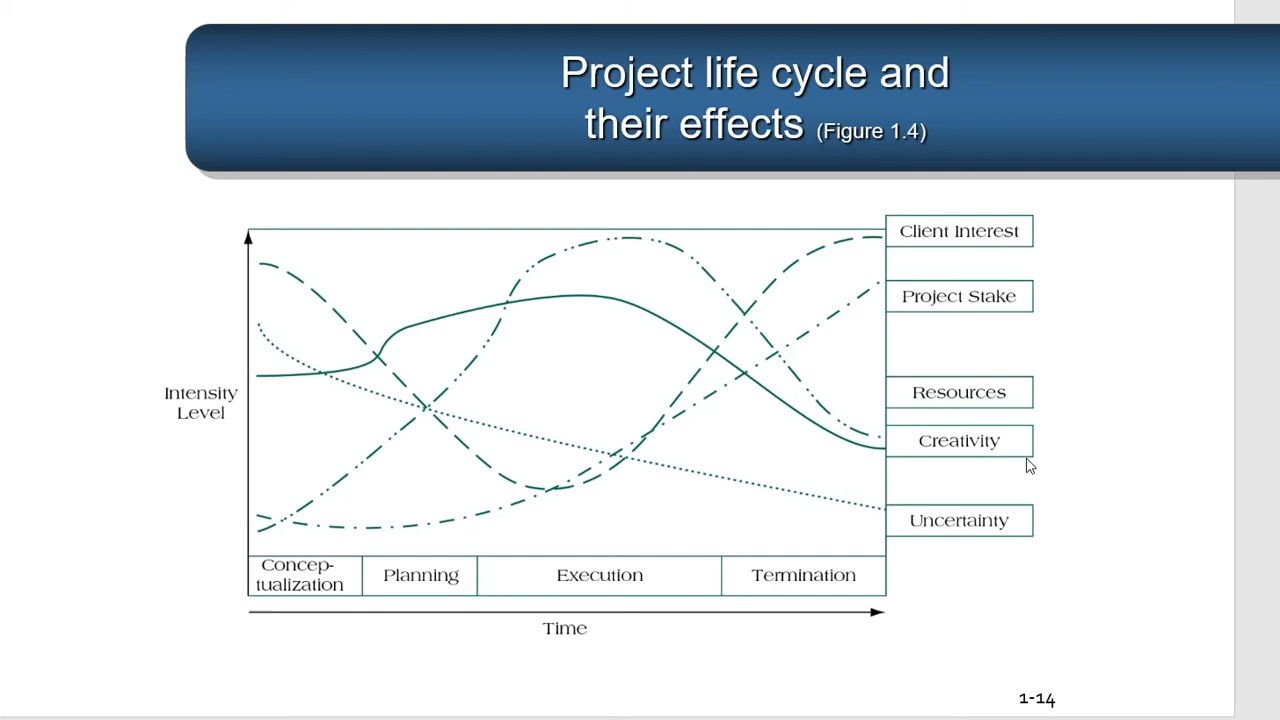 Project life cycle and
their effects (Figure 1.4)
Client Interest
Project Stake
Intensity
Level
Resources
Creativity
Uncertainty
Concep-
tualization
Planning
Execution
Termination
Time
1-14